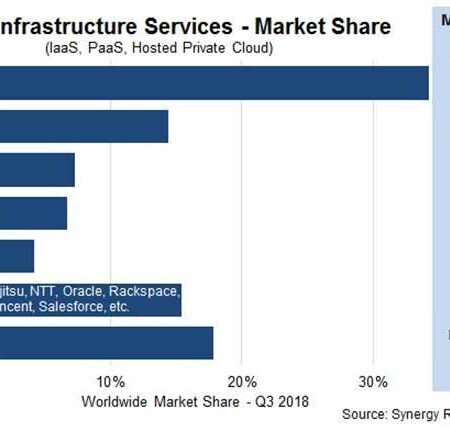 nfrastructure Services - Market Share
(IaaS, PaaS, Hosted Private Cloud)
M
jitsu, NTT, Oracle, Rackspace,
ncent, Salesforce, etc.
10% 20% 30%
Worldwide Market Share - Q3 2018
Source: Synergy R